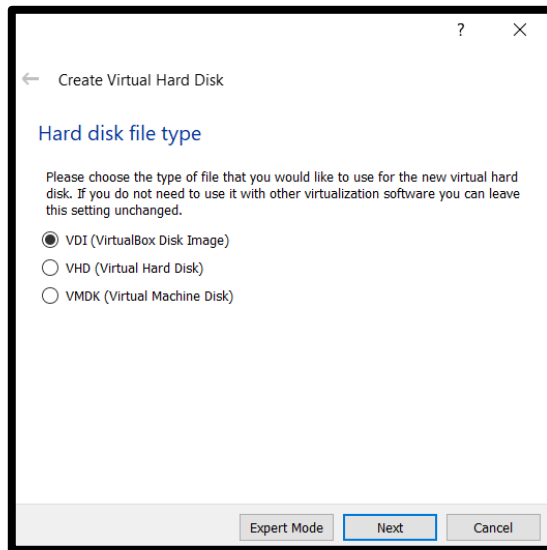 ?
Create Virtual Hard Disk
Hard disk file type
Please choose the type of file that you would like to use for the new virtual hard
disk. If you do not need to use it with other virtualization software you can leave
this setting unchanged.
VDI (VirtualBox Disk Image)
VHD (Virtual Hard Disk)
VMDK (Virtual Machine Disk)
Expert Mode Next Cancel